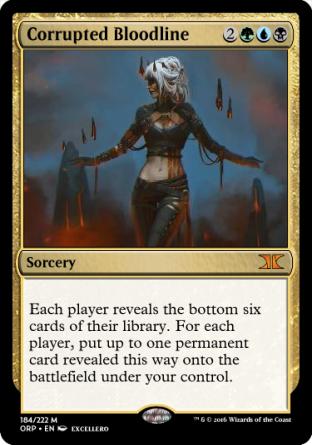 Corrupted Bloodline 2
Sorcery
Each player reveals the bottom six
cards of their library. For each
player, put up to one permanent
card revealed this way onto the
battlefield under your control.
184/222 M
ORP • EN EXCELLERO
™ & © 2016 Wizards of the Coast